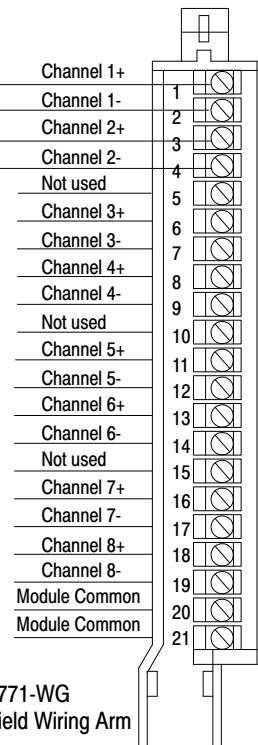 Channel 1+
1
Channel 1-
2
Channel 2+
3
Channel 2-
4
Not used
5
Channel 3+
6
Channel 3-
7
Channel 4+
8
Channel 4-
9
Not used
10
Channel 5+
11
Channel 5-
12
Channel 6+
13
Channel 6-
14
Not used
15
Channel 7+
16
Channel 7-
17
Channel 8+
18
Channel 8-
19
Module Common
20
Module Common
21
771-WG
ield Wiring Arm